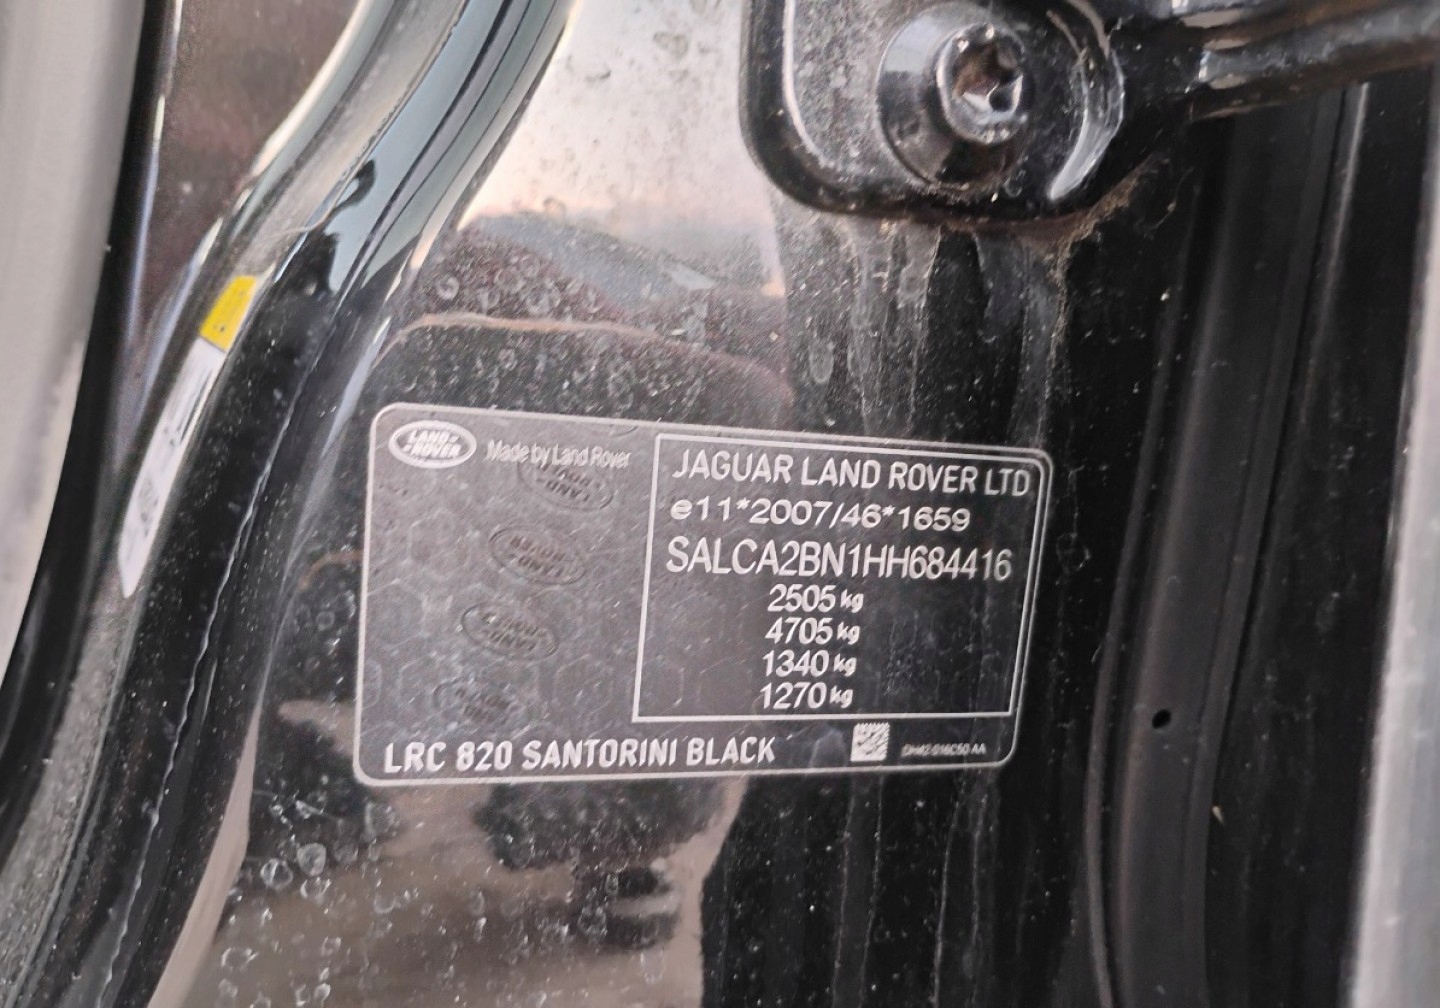 LAND ROVER
Made by Land Rover
JAGUAR LAND ROVER LTD
e11*2007/46*1659
SALCA2BN1HH684416
2505 kg
4705 kg
1340 kg
1270 kg
LRC 820 SANTORINI BLACK